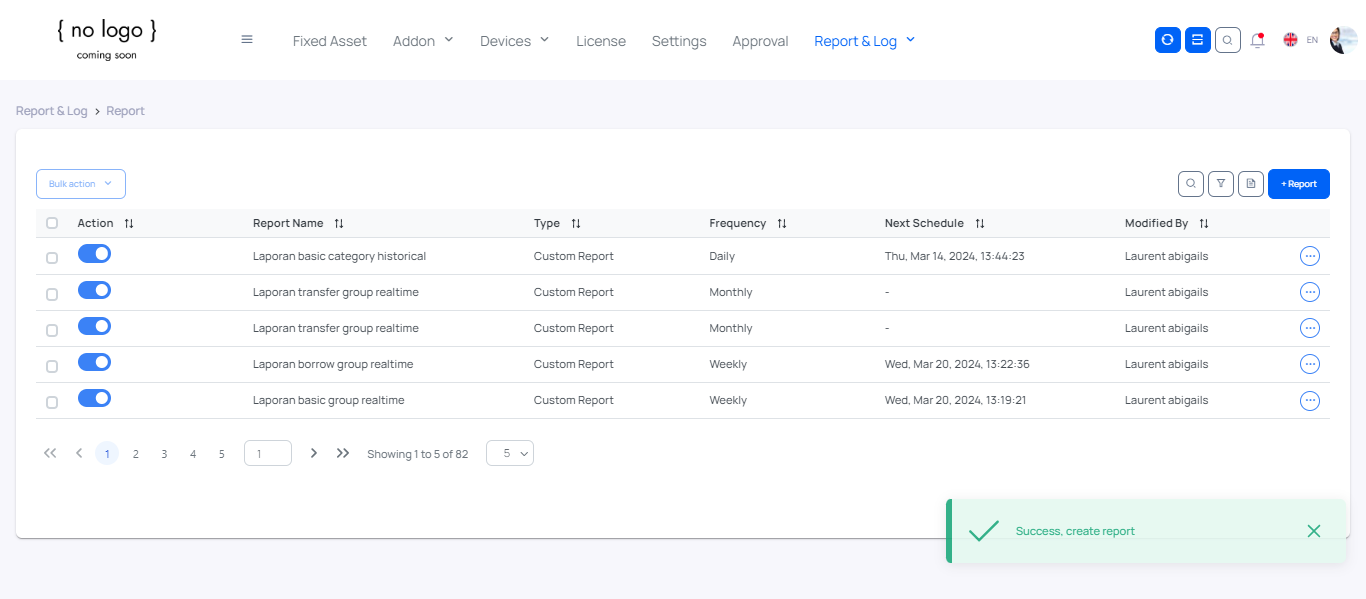 { no logo }
coming soon
Fixed Asset Addon Devices License Settings Approval Report & Log EN
Report & Log > Report
Bulk action + Report
Action Report Name Type Frequency Next Schedule Modified By
Laporan basic category historical Custom Report Daily Thu, Mar 14, 2024, 13:44:23 Laurent abigails
Laporan transfer group realtime Custom Report Monthly - Laurent abigails
Laporan transfer group realtime Custom Report Monthly - Laurent abigails
Laporan borrow group realtime Custom Report Weekly Wed, Mar 20, 2024, 13:22:36 Laurent abigails
Laporan basic group realtime Custom Report Weekly Wed, Mar 20, 2024, 13:19:21 Laurent abigails
1 2 3 4 5 1 Showing 1 to 5 of 82 5
Success, create report